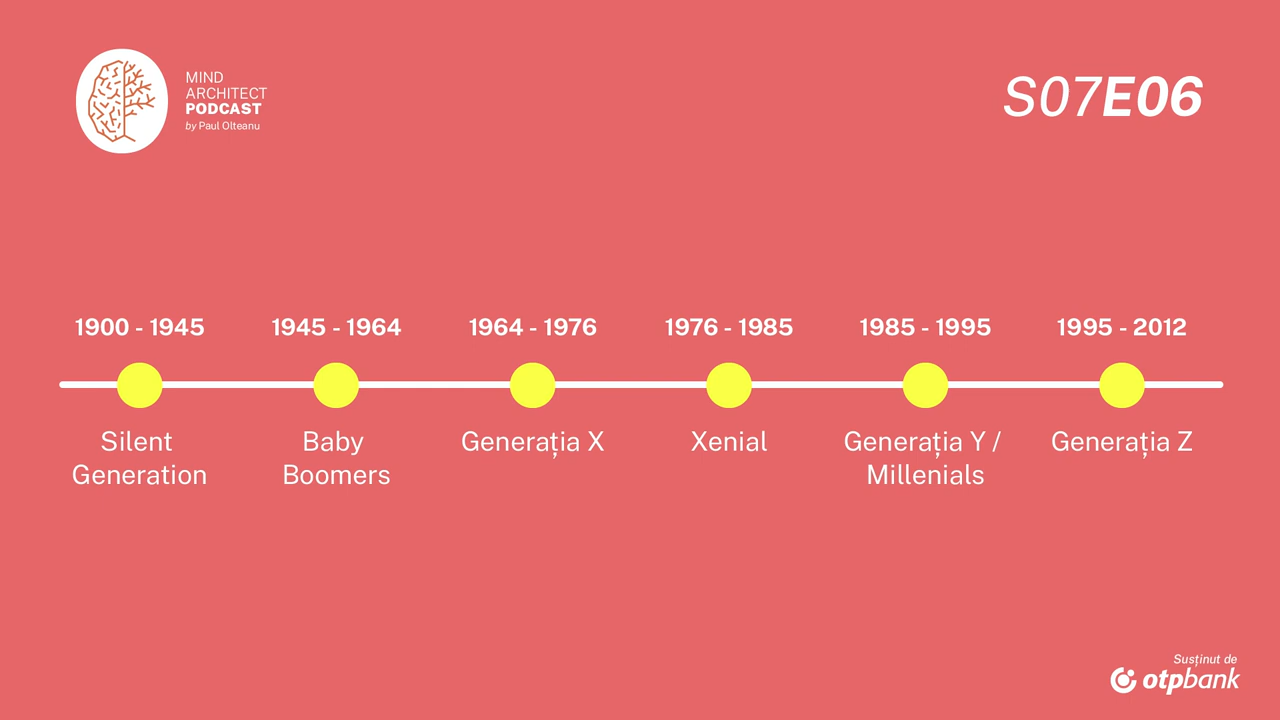 MIND
ARCHITECT
PODCAST
by Paul Olteanu
S07E06
1900 - 1945
1945 - 1964
1964 - 1976
1976 - 1985
1985 - 1995
1995 - 2012
Silent
Generation
Baby
Boomers
Generația X
Xenial
Generația Y /
Millenials
Generația Z
Susținut de
otpbank